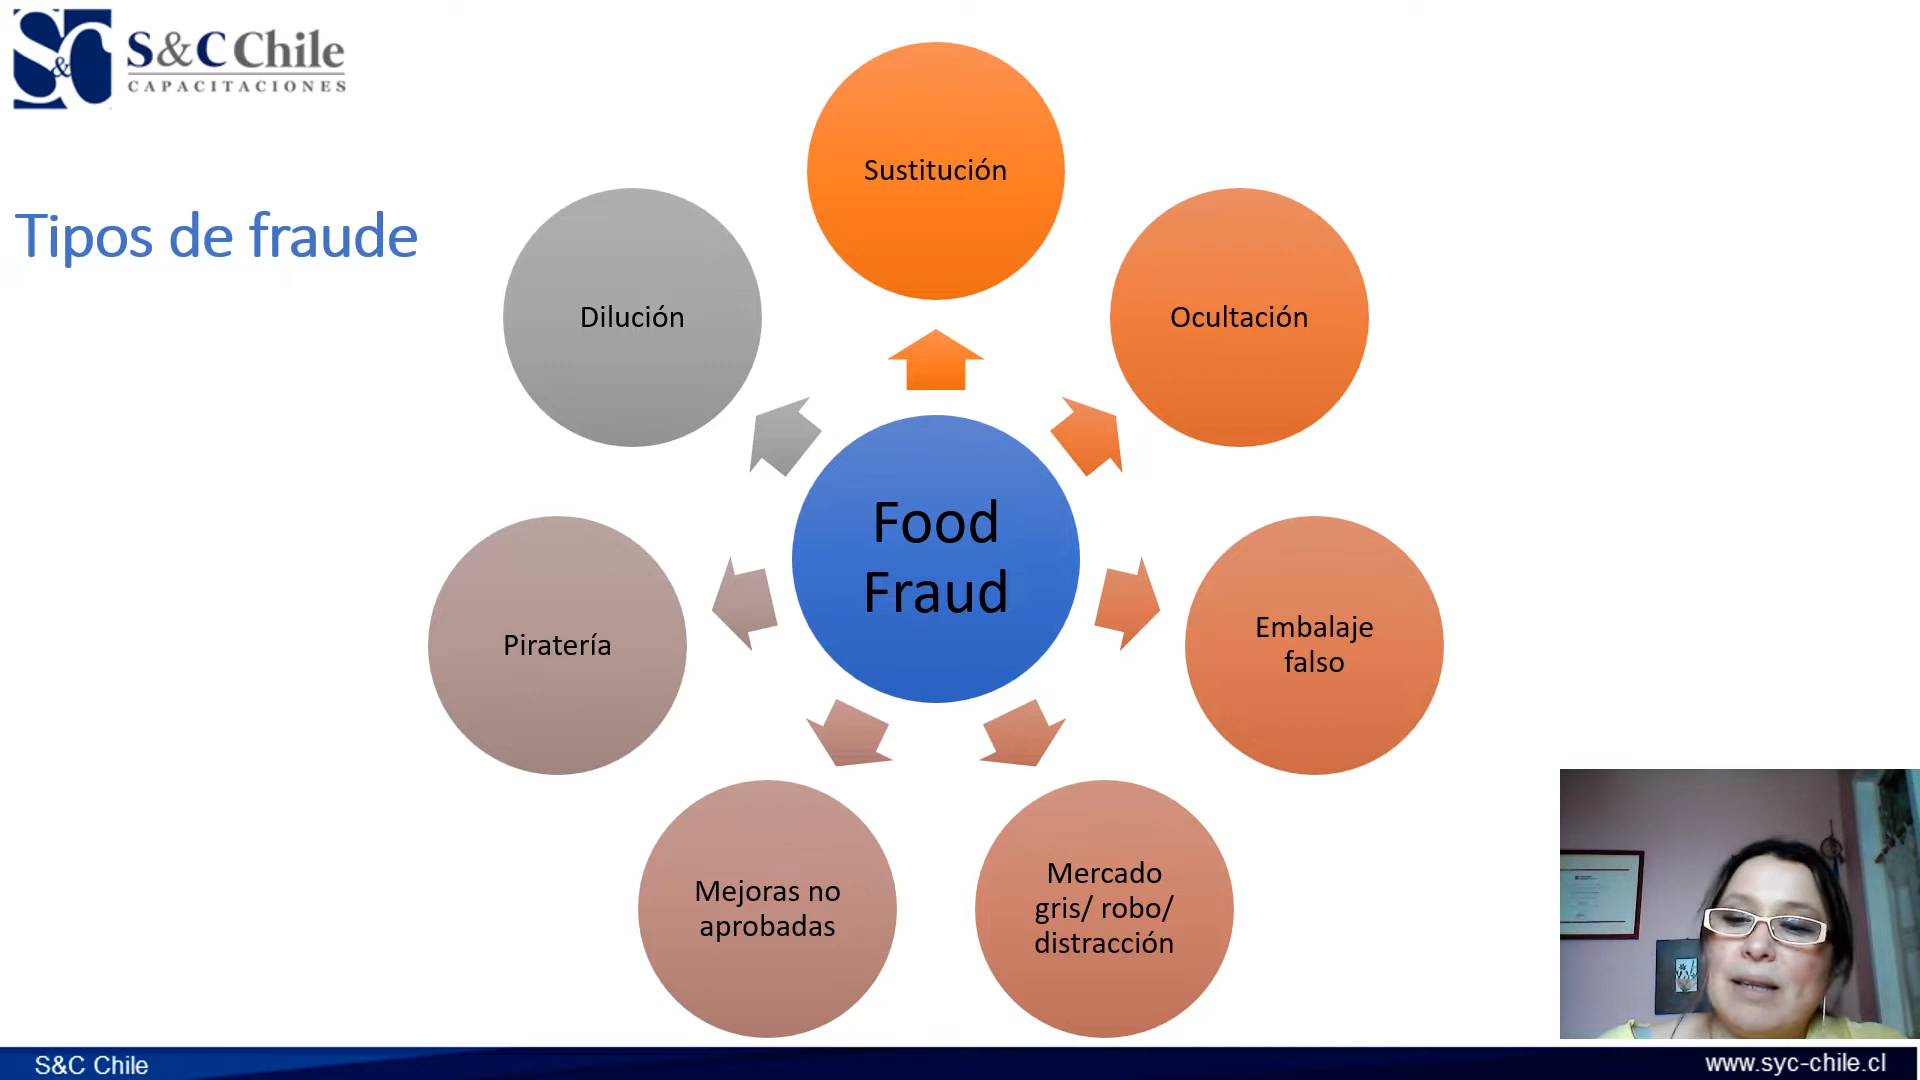 S&C Chile
CAPACITACIONES
Tipos de fraude
Sustitución
Ocultación
Embalaje
falso
Mercado
gris/ robo/
distracción
Mejoras no
aprobadas
Piratería
Dilución
Food
Fraud
S&C Chile
www.syc-chile.cl